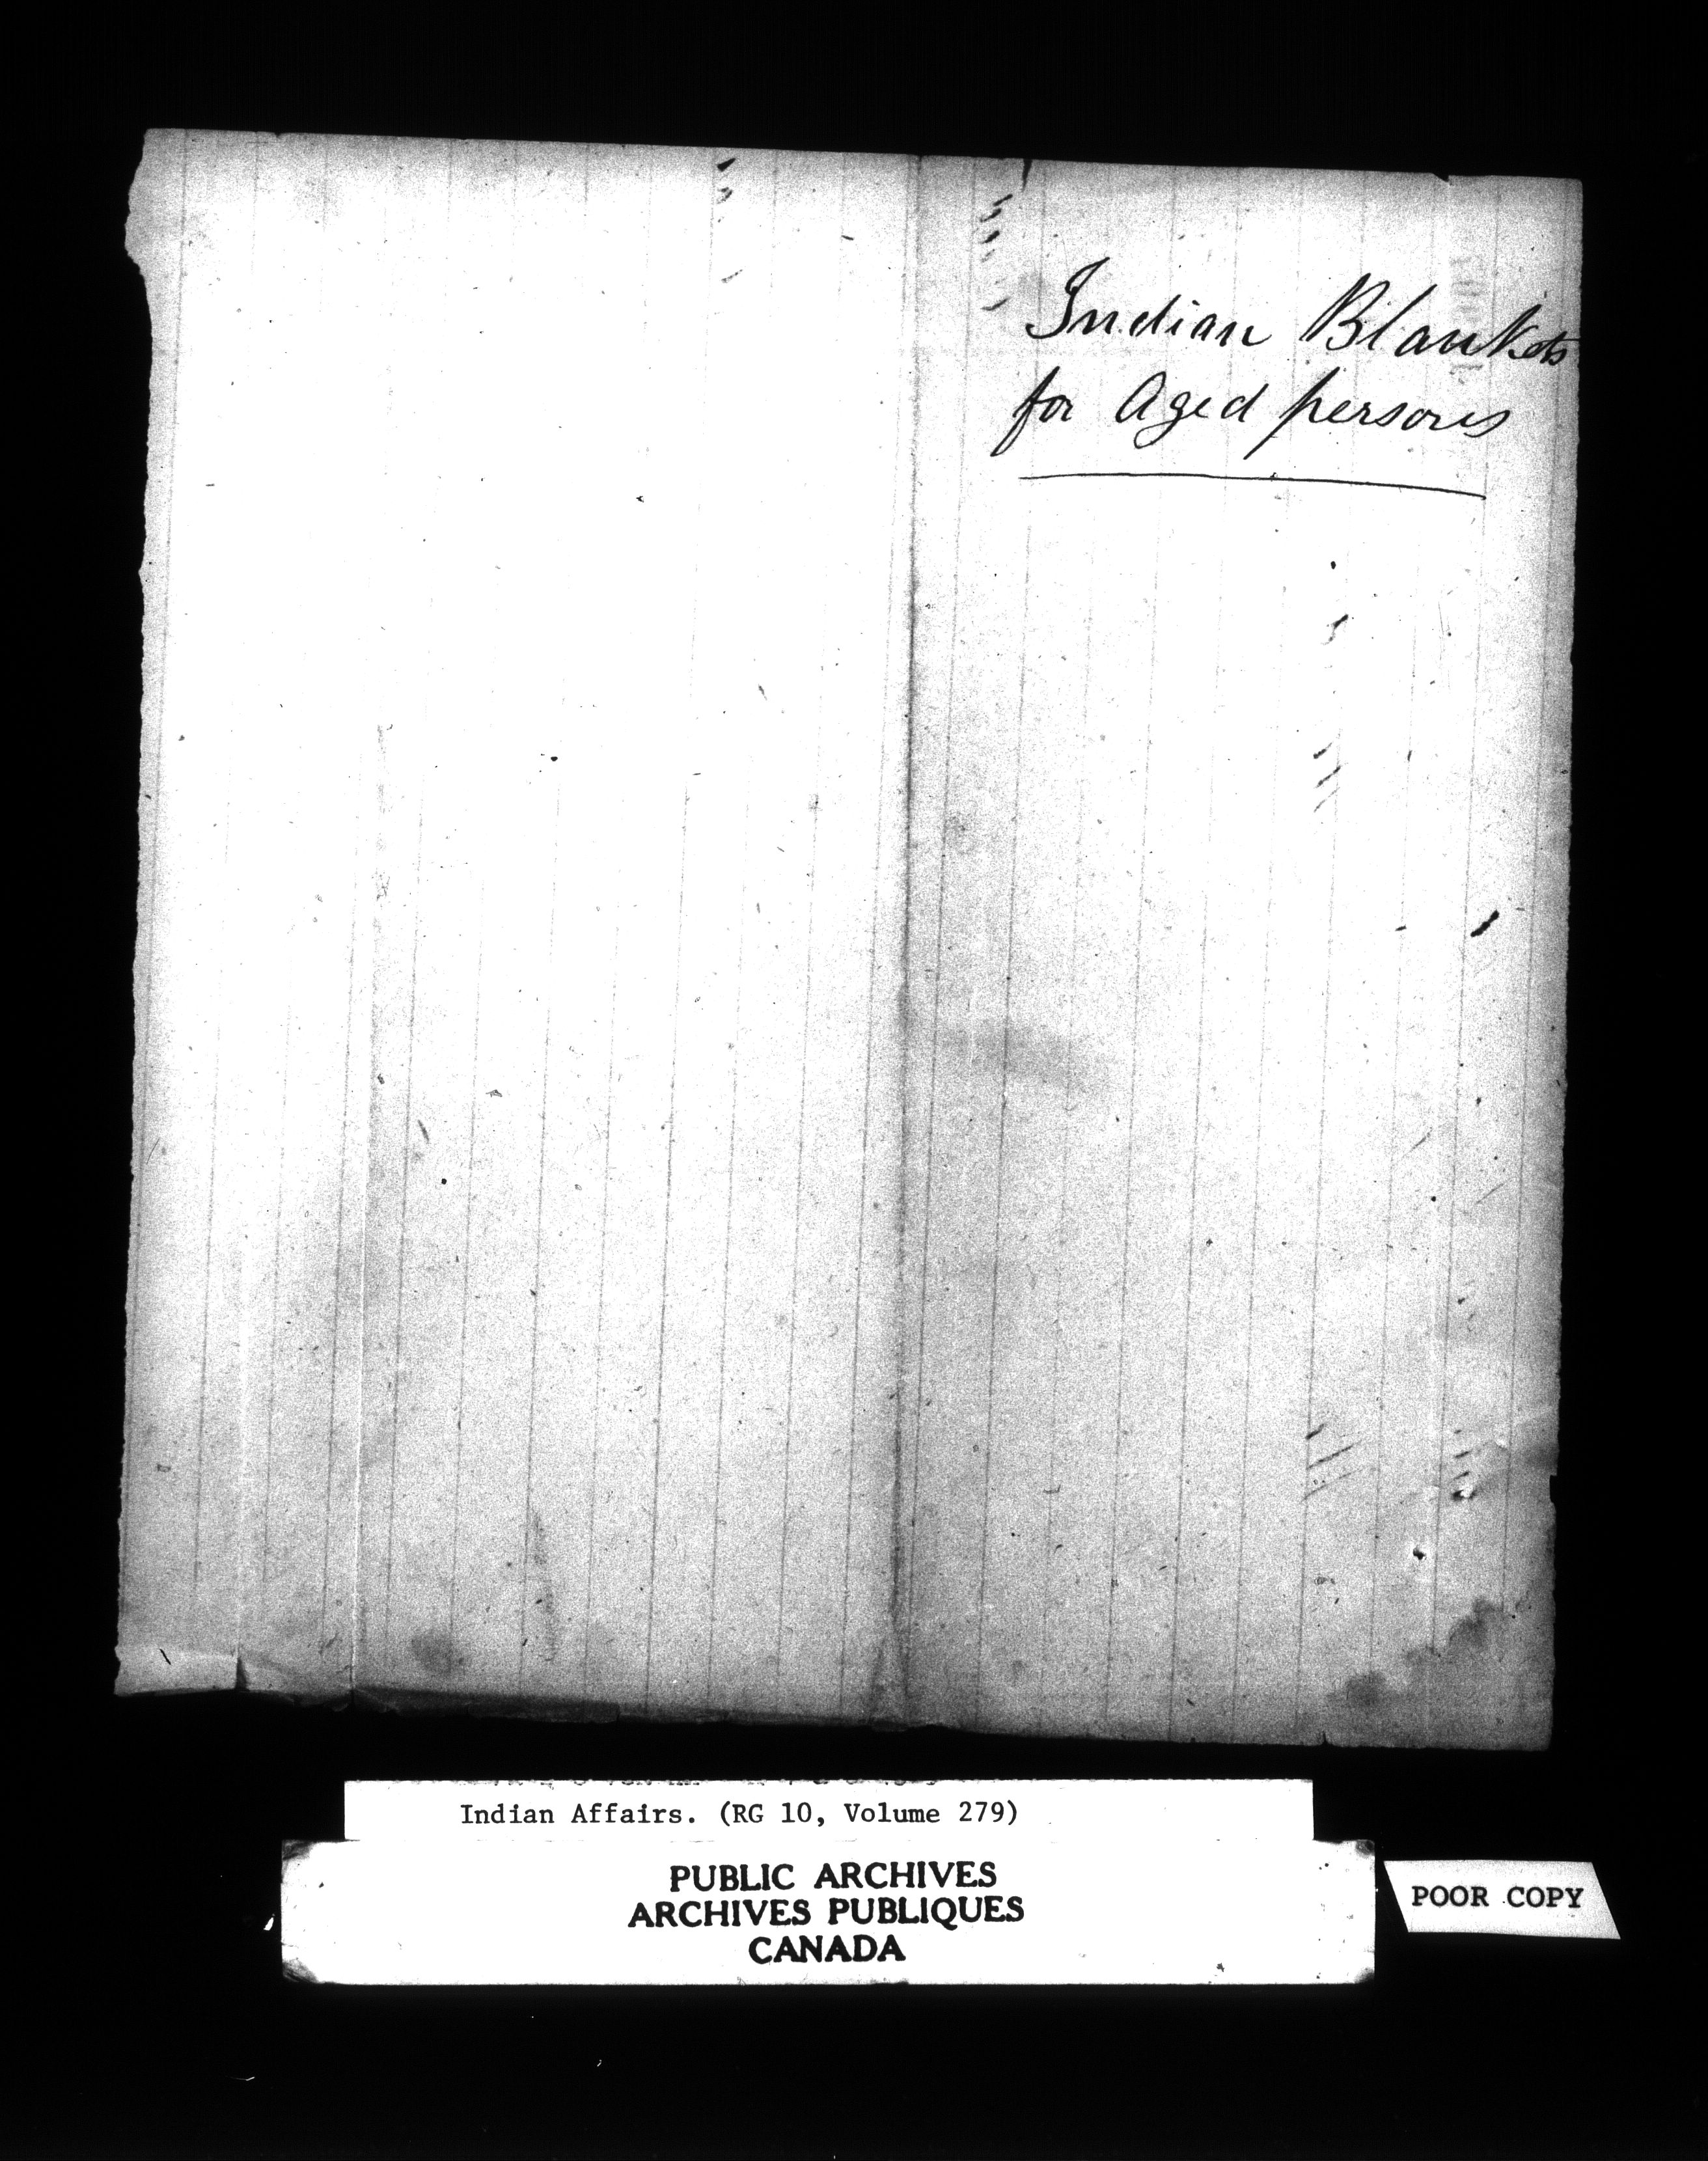 Indian Blankets
for Aged persons
Indian Affairs. (RG 10, Volume 279)
PUBLIC ARCHIVES
ARCHIVES PUBLIQUES
CANADA
POOR COPY